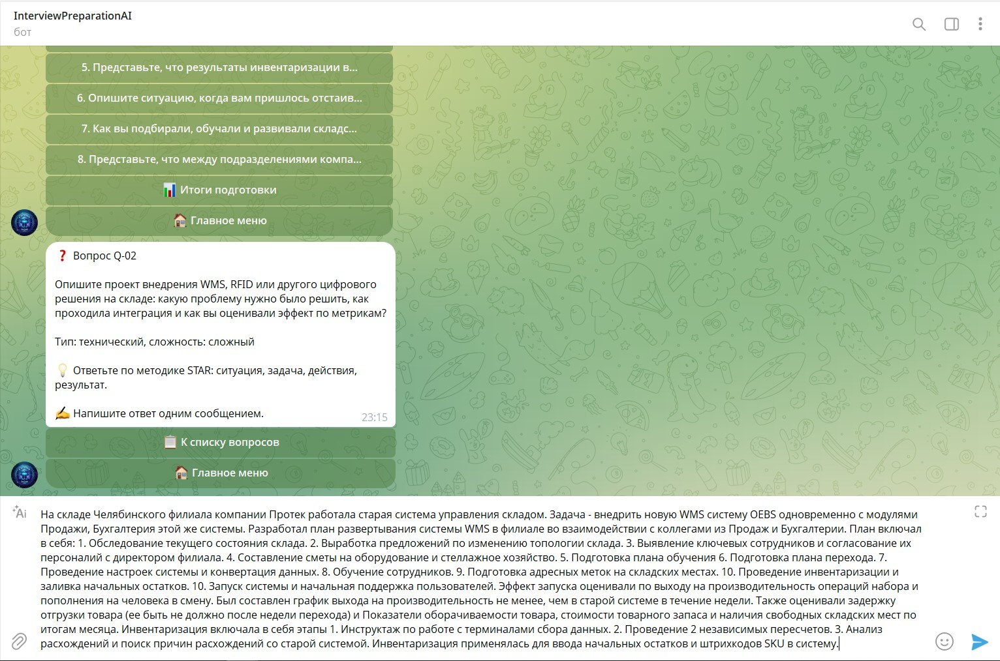 InterviewPreparationAI
бот
5. Представьте, что результаты инвентаризации в...
6. Опишите ситуацию, когда вам пришлось отстаив...
7. Как вы подбирали, обучали и развивали складс...
8. Представьте, что между подразделениями компа...
Итоги подготовки
Главное меню
Вопрос Q-02
Опишите проект внедрения WMS, RFID или другого цифрового
решения на складе: какую проблему нужно было решить, как
проходила интеграция и как вы оценивали эффект по метрикам?
Тип: технический, сложность: сложный
Ответьте по методике STAR: ситуация, задача, действия,
результат.
Напишите ответ одним сообщением.
23:15
К списку вопросов
Главное меню
Ai
На складе Челябинского филиала компании Протек работала старая система управления складом. Задача - внедрить новую WMS систему OEBS одновременно с модулями
Продажи, Бухгалтерия этой же системы. Разработал план развертывания системы WMS в филиале во взаимодействии с коллегами из Продаж и Бухгалтерии. План включал
в себя: 1. Обследование текущего состояния склада. 2. Выработка предложений по изменению топологии склада. 3. Выявление ключевых сотрудников и согласование их
персоналий с директором филиала. 4. Составление сметы на оборудование и стеллажное хозяйство. 5. Подготовка плана обучения 6. Подготовка плана перехода. 7.
Проведение настроек системы и конвертация данных. 8. Обучение сотрудников. 9. Подготовка адресных меток на складских местах. 10. Проведение инвентаризации и
заливка начальных остатков. 10. Запуск системы и начальная поддержка пользователей. Эффект запуска оценивали по выходу на производительность операций набора и
пополнения на человека в смену. Был составлен график выхода на производительность не менее, чем в старой системе в течение недели. Также оценивали задержку
отгрузки товара (ее быть не должно после недели перехода) и Показатели оборачиваемости товара, стоимости товарного запаса и наличия свободных складских мест по
итогам месяца. Инвентаризация включала в себя этапы 1. Инструктаж по работе с терминалами сбора данных. 2. Проведение 2 независимых пересчетов. 3. Анализ
расхождений и поиск причин расхождений со старой системой. Инвентаризация применялась для ввода начальных остатков и штрихкодов SKU в систему.